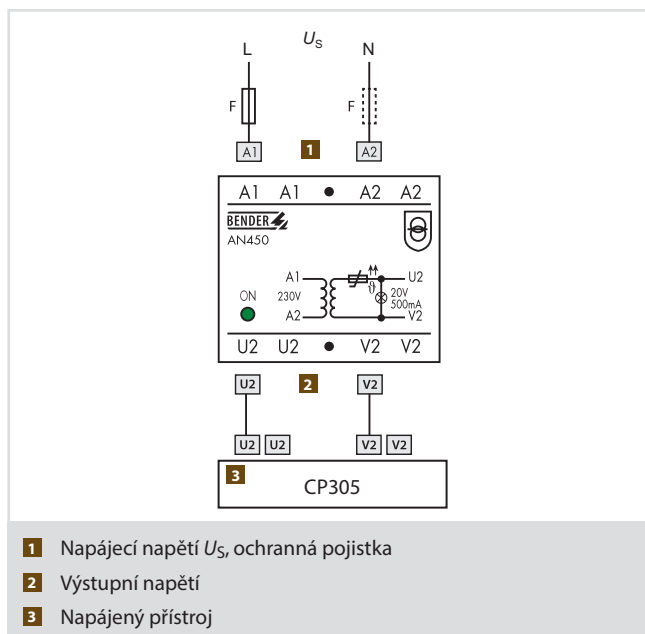 U_S
L N
F F
A1 1 A2
A1 A1 • A2 A2
BENDER
AN450
A1 U2
ON 230V ϑ 20V 500mA
A2 V2
U2 U2 • V2 V2
U2 2 V2
U2 U2 V2 V2
3 CP305
1 Napájecí napětí U_S, ochranná pojistka
2 Výstupní napětí
3 Napájený přístroj